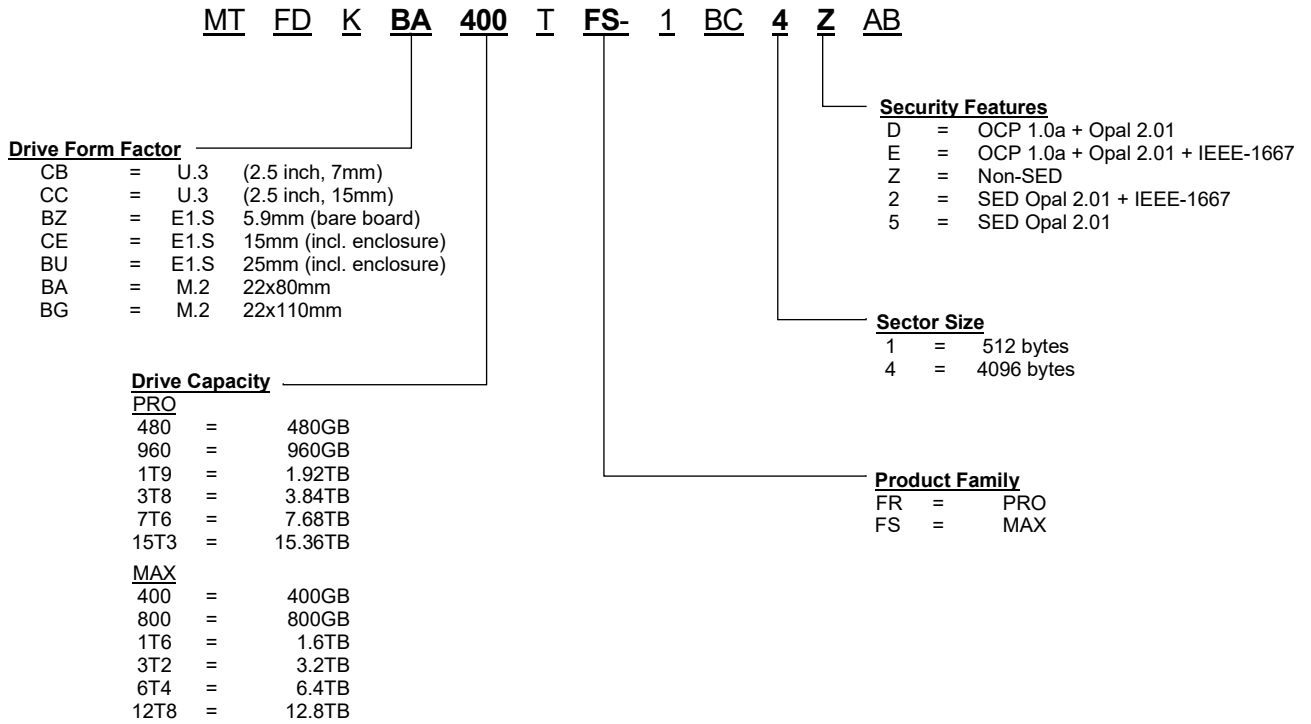 MT FD K BA 400 T FS- 1 BC 4 Z AB
Drive Form Factor
CB = U.3 (2.5 inch, 7mm)
CC = U.3 (2.5 inch, 15mm)
BZ = E1.S 5.9mm (bare board)
CE = E1.S 15mm (incl. enclosure)
BU = E1.S 25mm (incl. enclosure)
BA = M.2 22x80mm
BG = M.2 22x110mm
Drive Capacity
PRO
480 = 480GB
960 = 960GB
1T9 = 1.92TB
3T8 = 3.84TB
7T6 = 7.68TB
15T3 = 15.36TB
MAX
400 = 400GB
800 = 800GB
1T6 = 1.6TB
3T2 = 3.2TB
6T4 = 6.4TB
12T8 = 12.8TB
Security Features
D = OCP 1.0a + Opal 2.01
E = OCP 1.0a + Opal 2.01 + IEEE-1667
Z = Non-SED
2 = SED Opal 2.01 + IEEE-1667
5 = SED Opal 2.01
Sector Size
1 = 512 bytes
4 = 4096 bytes
Product Family
FR = PRO
FS = MAX